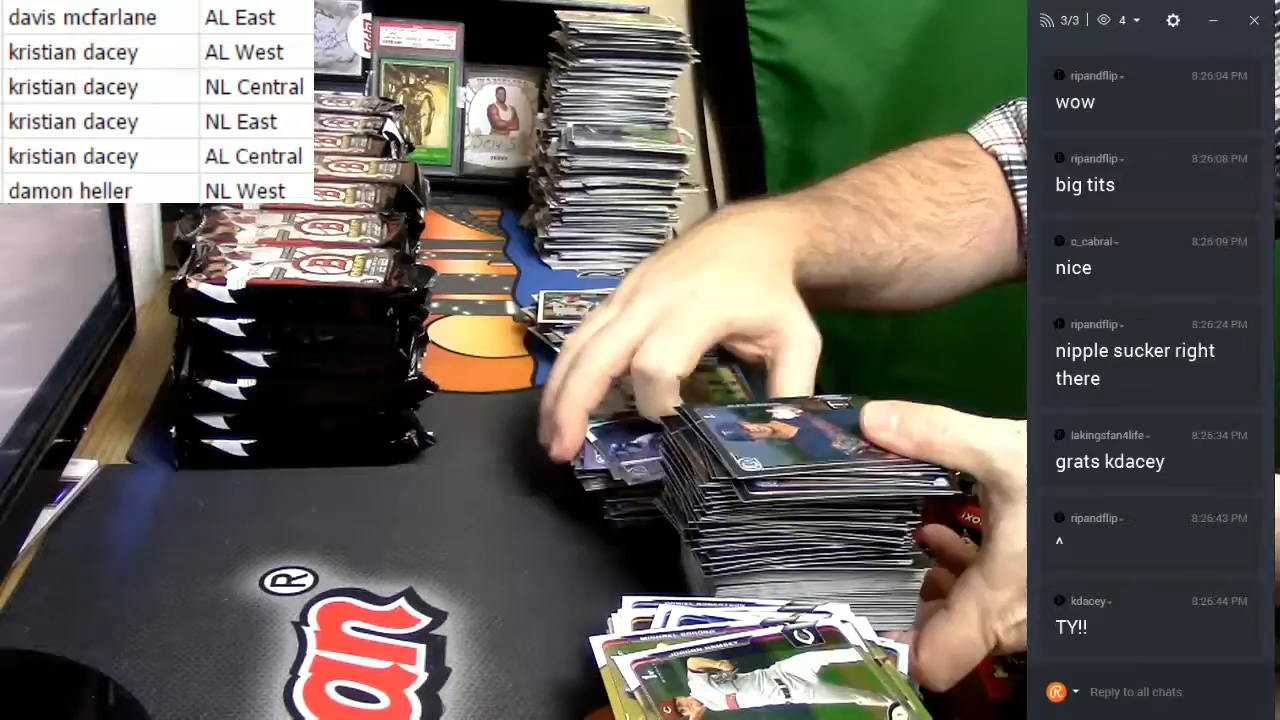 davis mcfarlane AL East
kristian dacey AL West
kristian dacey NL Central
kristian dacey NL East
kristian dacey AL Central
damon heller NL West
an®
MICHAEL
3/3 4
ripandflip 8:26:04 PM
wow
ripandflip 8:26:08 PM
big tits
c_cabral 8:26:09 PM
nice
ripandflip 8:26:24 PM
nipple sucker right
there
lakingsfan4life 8:26:34 PM
grats kdacey
ripandflip 8:26:43 PM
^
kdacey 8:26:44 PM
TY!!
Reply to all chats